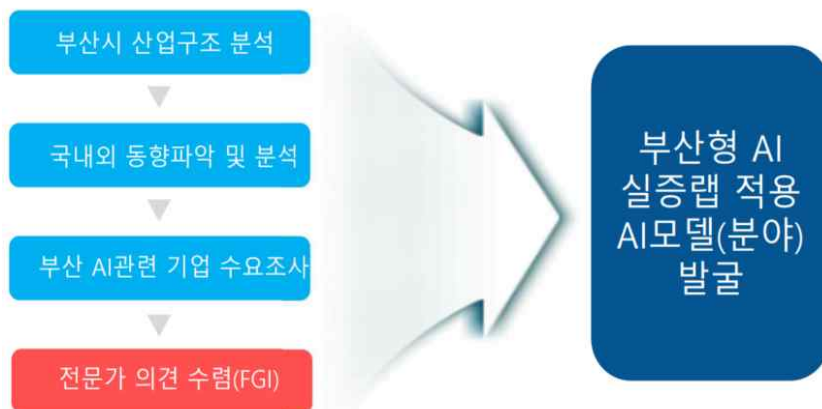 부산시 산업구조 분석
국내외 동향파악 및 분석
부산 AI관련 기업 수요조사
전문가 의견 수렴(FGI)
부산형 AI
실증랩 적용
AI모델(분야)
발굴